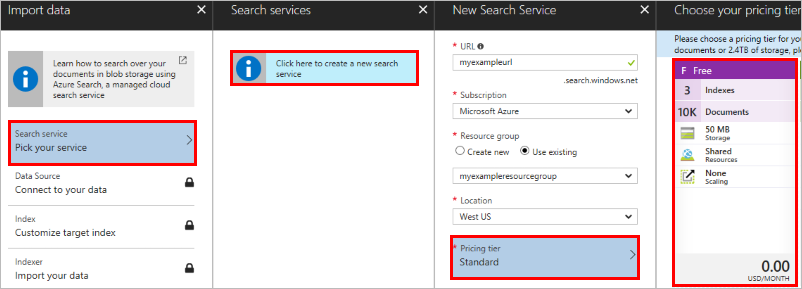 Import data
Learn how to search over your
documents in blob storage using
Azure Search, a managed cloud
search service
Search service
Pick your service
Data Source
Connect to your data
Index
Customize target index
Indexer
Import your data
Search services
Click here to create a new search
service
New Search Service
* URL
myexampleurl
.search.windows.net
* Subscription
Microsoft Azure
* Resource group
Create new
Use existing
myexampleresourcegroup
* Location
West US
* Pricing tier
Standard
Choose your pricing tier
Please choose a pricing tier for yo
documents or 2.4TB of storage, ple
F Free
3 Indexes
10K Documents
50 MB
Storage
Shared
Resources
None
Scaling
0.00
USD/MONTH